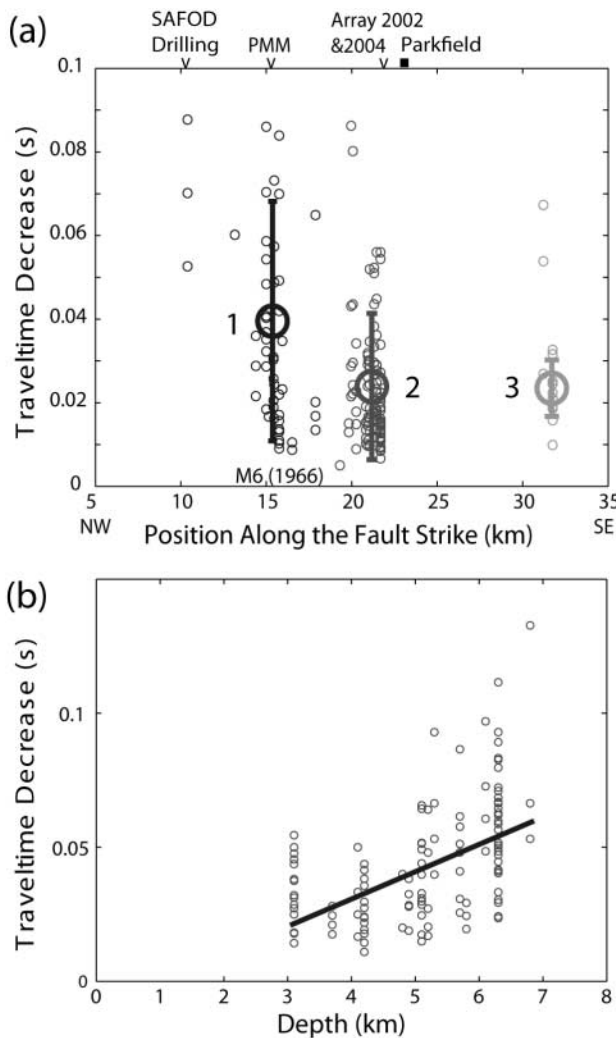 (a)
SAFOD
Drilling
PMM
Array 2002
&2004
Parkfield
Traveltime Decrease (s)
0.1
0.08
0.06
0.04
0.02
0
1
2
3
M6 (1966)
5
10
15
20
25
30
35
NW
Position Along the Fault Strike (km)
SE
(b)
Traveltime Decrease (s)
0.1
0.05
0
0
1
2
3
4
5
6
7
8
Depth (km)